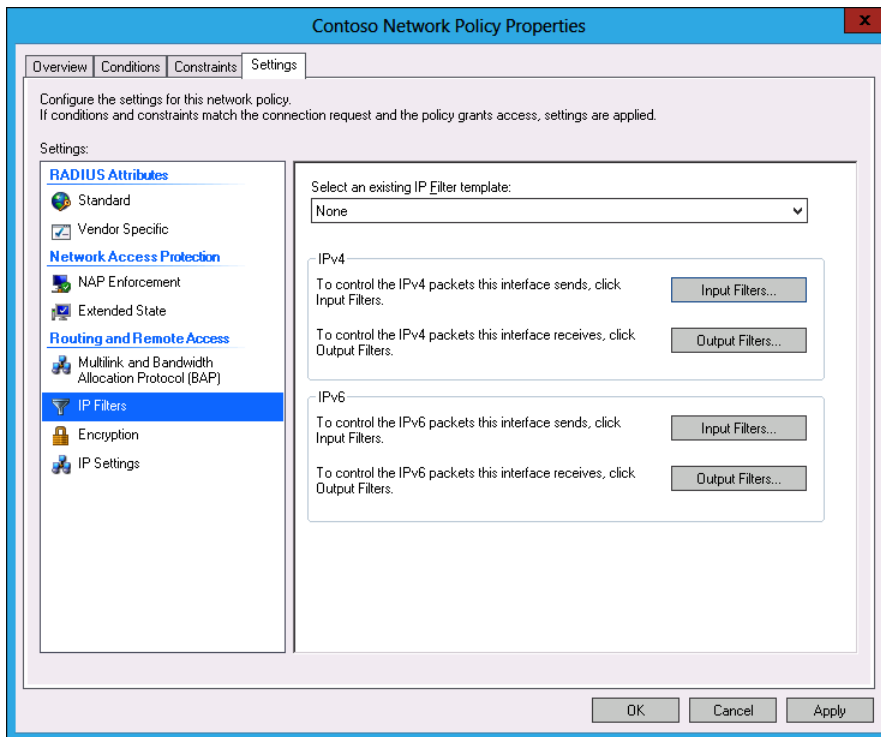 Contoso Network Policy Properties
x
Overview
Conditions
Constraints
Settings
Configure the settings for this network policy.
If conditions and constraints match the connection request and the policy grants access, settings are applied.
Settings:
RADIUS Attributes
Standard
Vendor Specific
Network Access Protection
NAP Enforcement
Extended State
Routing and Remote Access
Multilink and Bandwidth
Allocation Protocol (BAP)
IP Filters
Encryption
IP Settings
Select an existing IP Filter template:
None
IPv4
To control the IPv4 packets this interface sends, click
Input Filters.
Input Filters...
To control the IPv4 packets this interface receives, click
Output Filters.
Output Filters...
IPv6
To control the IPv6 packets this interface sends, click
Input Filters.
Input Filters...
To control the IPv6 packets this interface receives, click
Output Filters.
Output Filters...
OK
Cancel
Apply